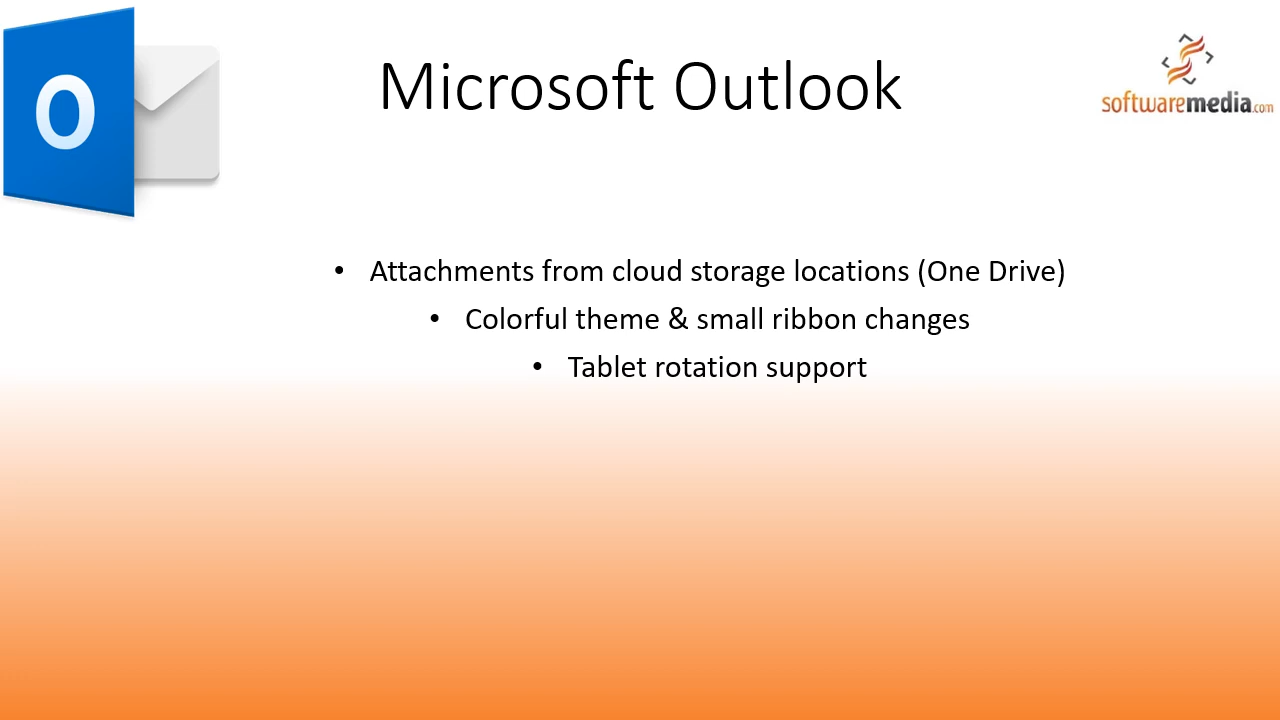 Microsoft Outlook
O
softwaremedia.com
• Attachments from cloud storage locations (One Drive)
• Colorful theme & small ribbon changes
• Tablet rotation support